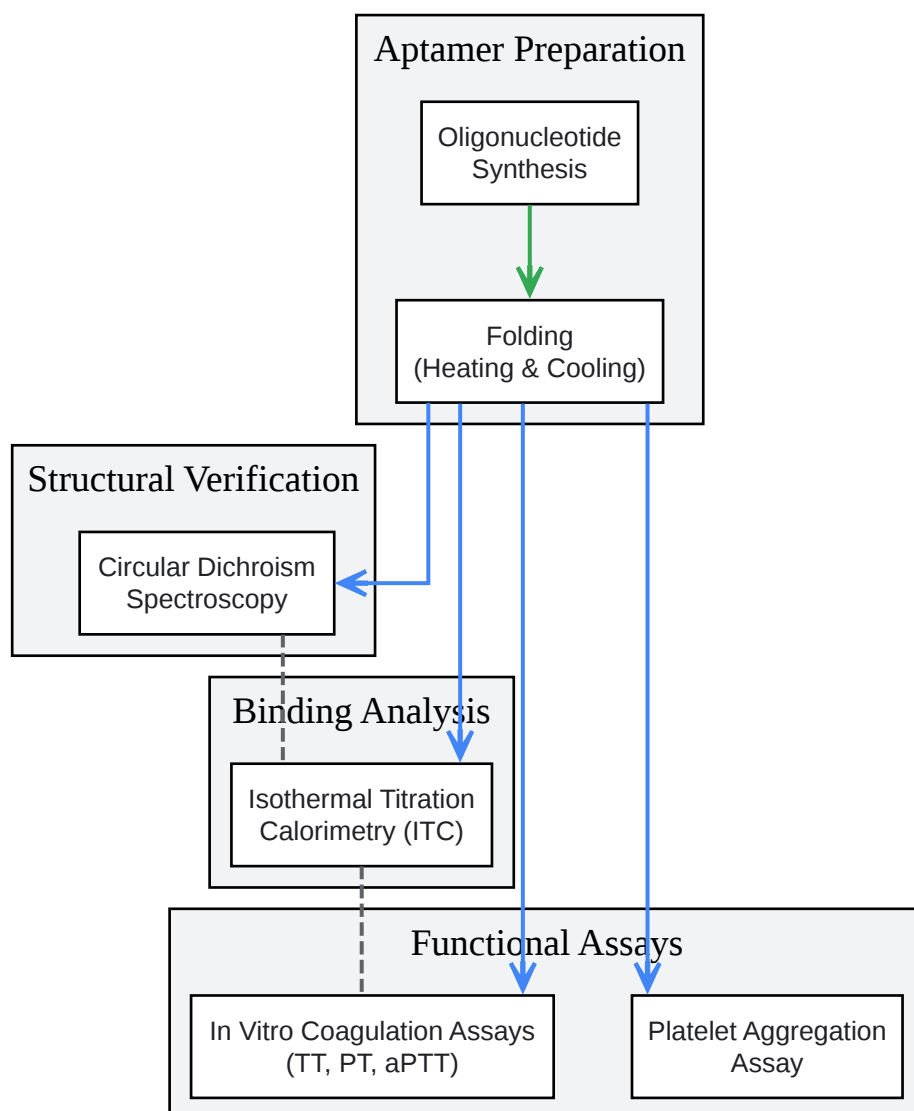 Aptamer Preparation
Oligonucleotide
Synthesis
Folding
(Heating & Cooling)
Structural Verification
Circular Dichroism
Spectroscopy
Binding Analysis
Isothermal Titration
Calorimetry (ITC)
Functional Assays
In Vitro Coagulation Assays
(TT, PT, aPTT)
Platelet Aggregation
Assay